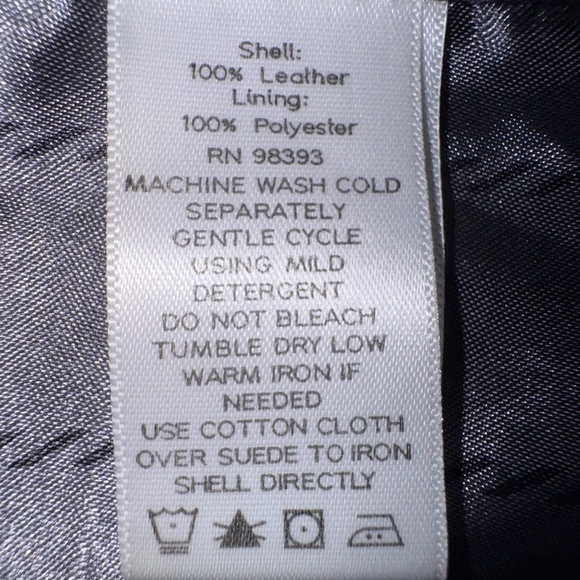 Shell:
100% Leather
Lining:
100% Polyester
RN 98393
MACHINE WASH COLD
SEPARATELY
GENTLE CYCLE
USING MILD
DETERGENT
DO NOT BLEACH
TUMBLE DRY LOW
WARM IRON IF
NEEDED
USE COTTON CLOTH
OVER SUEDE TO IRON
SHELL DIRECTLY